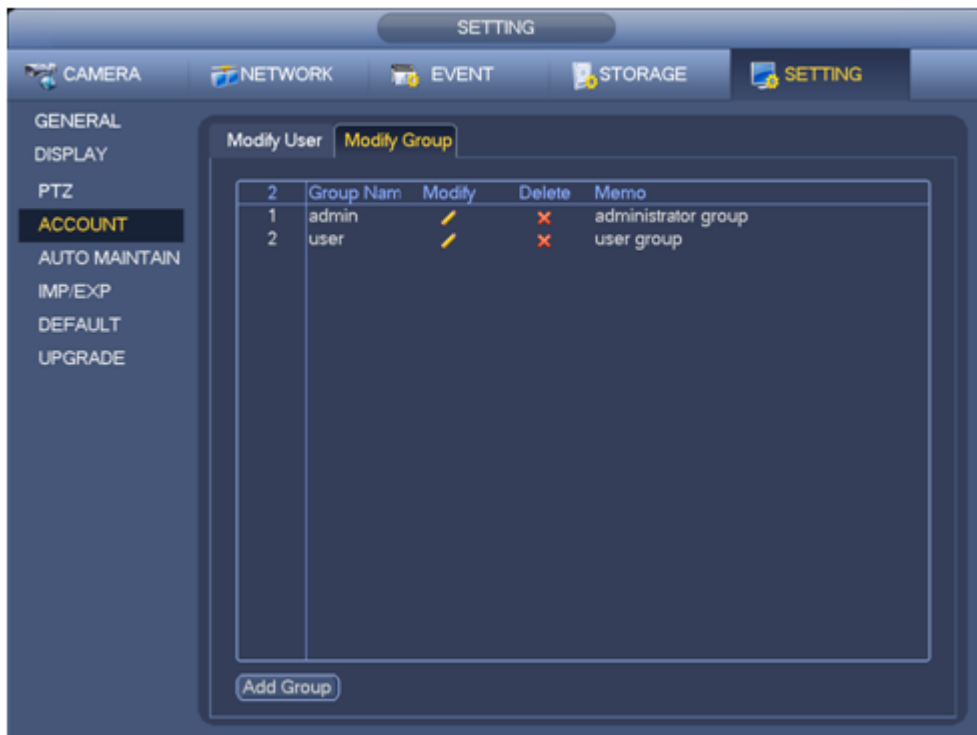 SETTING
CAMERA NETWORK EVENT STORAGE SETTING
GENERAL
DISPLAY
PTZ
ACCOUNT
AUTO MAINTAIN
IMP/EXP
DEFAULT
UPGRADE
Modify User Modify Group
2 Group Nam Modify Delete Memo
1 admin administrator group
2 user user group
Add Group